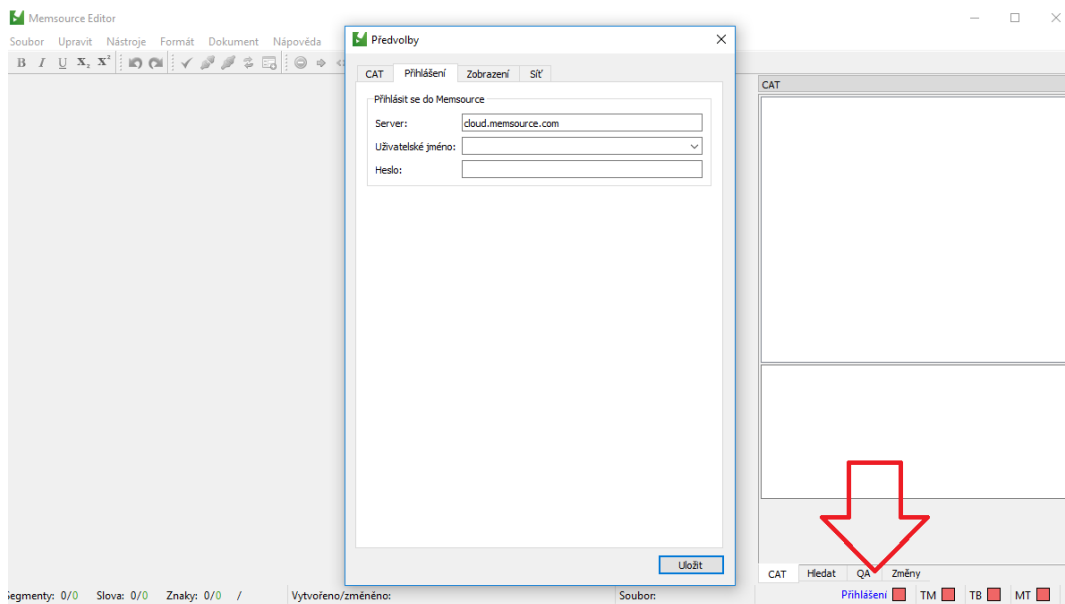 Memsource Editor
Soubor Upravit Nástroje Formát Dokument Nápověda
B I U X₂ X²
Předvolby
CAT Přihlášení Zobrazení Síť
Přihlásit se do Memsource
Server: cloud.memsource.com
Uživatelské jméno:
Heslo:
Uložit
CAT
CAT Hledat QA Změny
Segmenty: 0/0 Slova: 0/0 Znaky: 0/0 / Vytvořeno/změněno: Soubor: Přihlášení TM TB MT